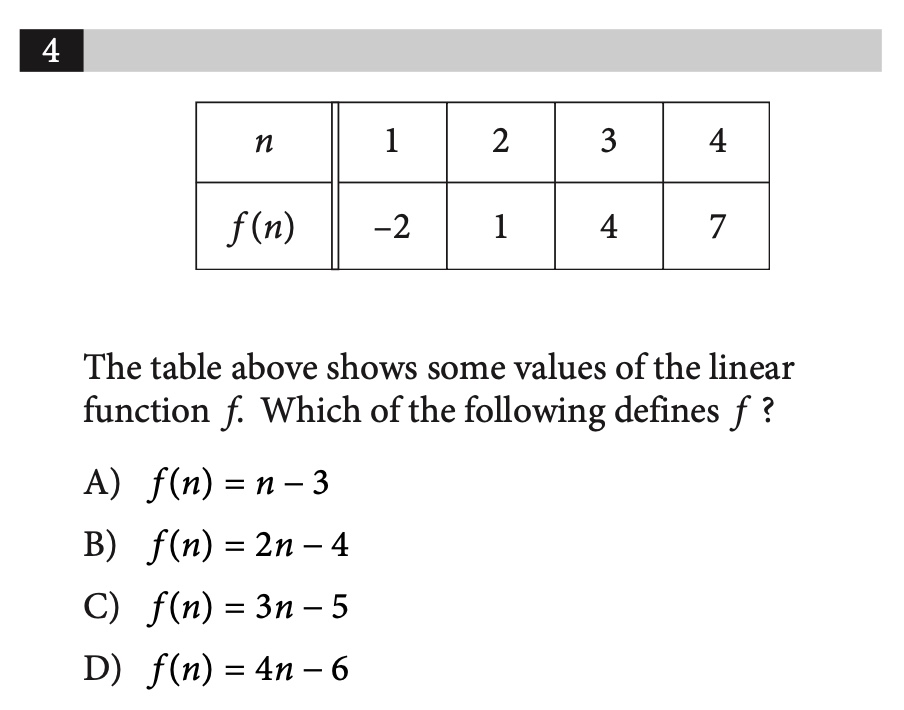 4
n 1 2 3 4
f(n) –2 1 4 7
The table above shows some values of the linear
function f. Which of the following defines f ?
A) f(n) = n – 3
B) f(n) = 2n – 4
C) f(n) = 3n – 5
D) f(n) = 4n – 6